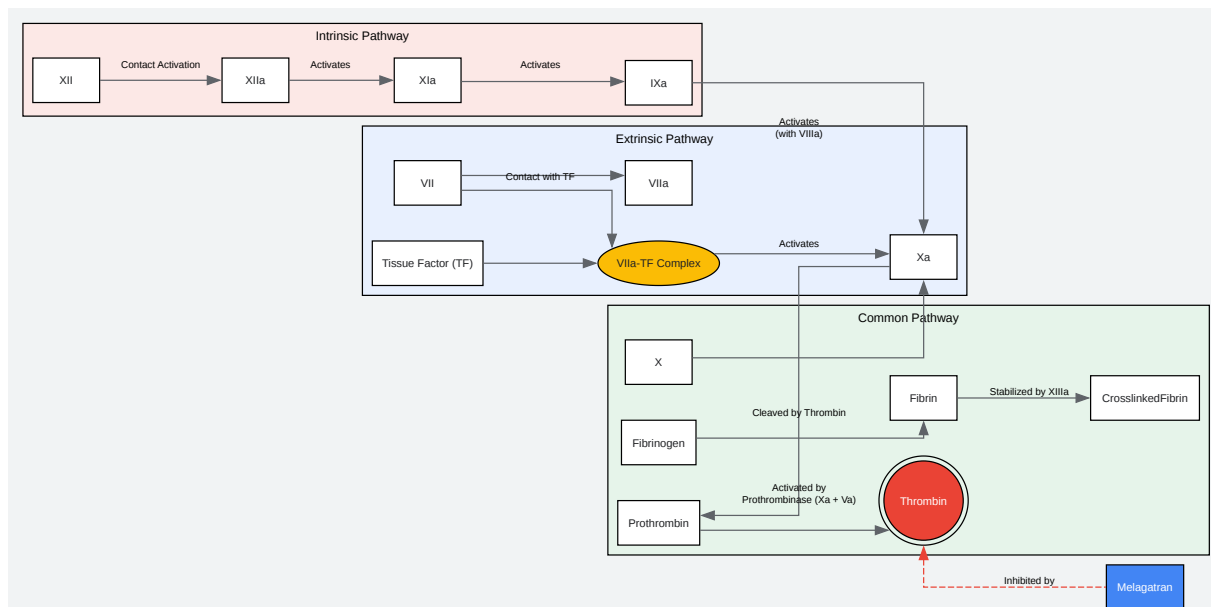 Intrinsic Pathway
XII
Contact Activation
XIIa
Activates
XIa
Activates
IXa
Activates
(with VIIIa)
Extrinsic Pathway
VII
Contact with TF
VIIa
Tissue Factor (TF)
VIIa-TF Complex
Activates
Xa
Common Pathway
X
Fibrin
Stabilized by XIIIa
CrosslinkedFibrin
Cleaved by Thrombin
Fibrinogen
Activated by
Prothrombinase (Xa + Va)
Prothrombin
Thrombin
Inhibited by
Melagatran